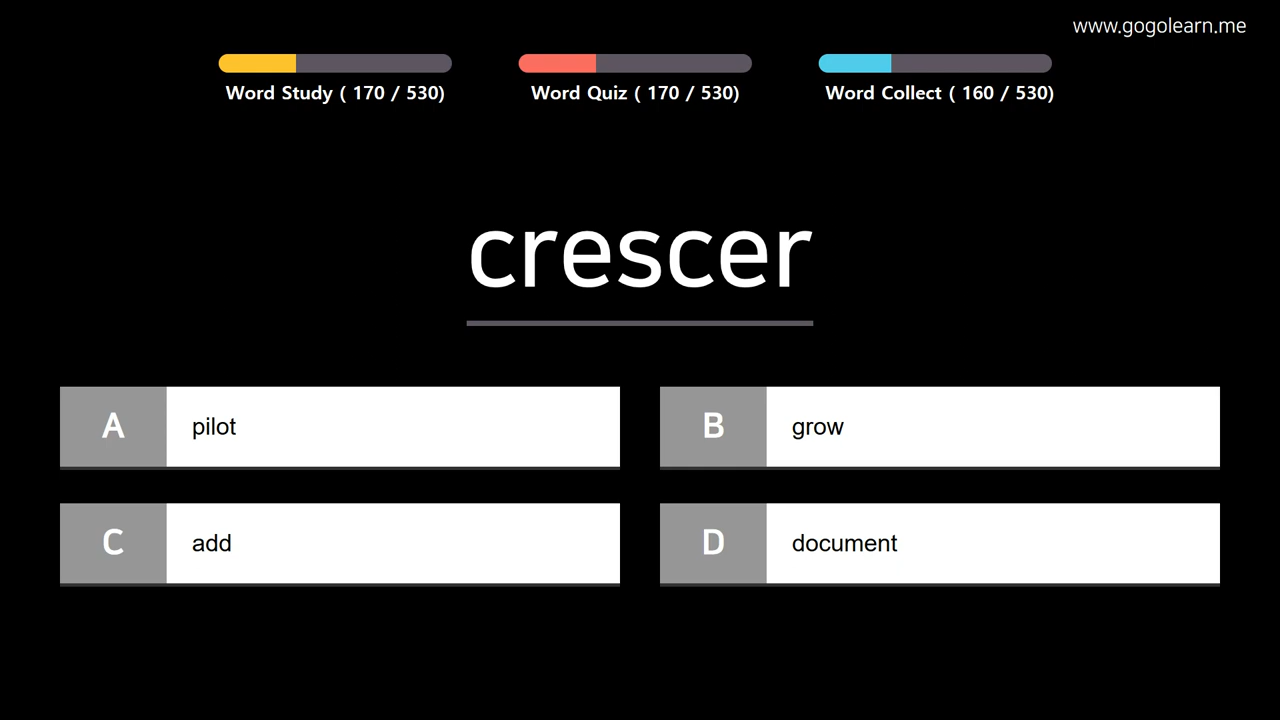 www.gogolearn.me
Word Study ( 170 / 530)
Word Quiz ( 170 / 530)
Word Collect ( 160 / 530)
crescer
A pilot
B grow
C add
D document